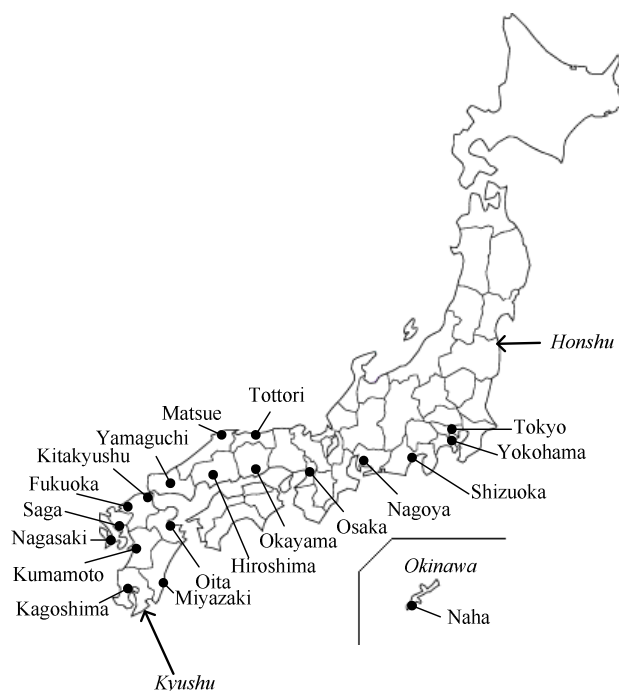 Honshu
Tottori
Matsue
Tokyo
Yamaguchi
Yokohama
Kitakyushu
Fukuoka
Nagoya
Shizuoka
Saga
Osaka
Nagasaki
Okayama
Hiroshima
Kumamoto
Oita
Okinawa
Miyazaki
Kagoshima
Naha
Kyushu